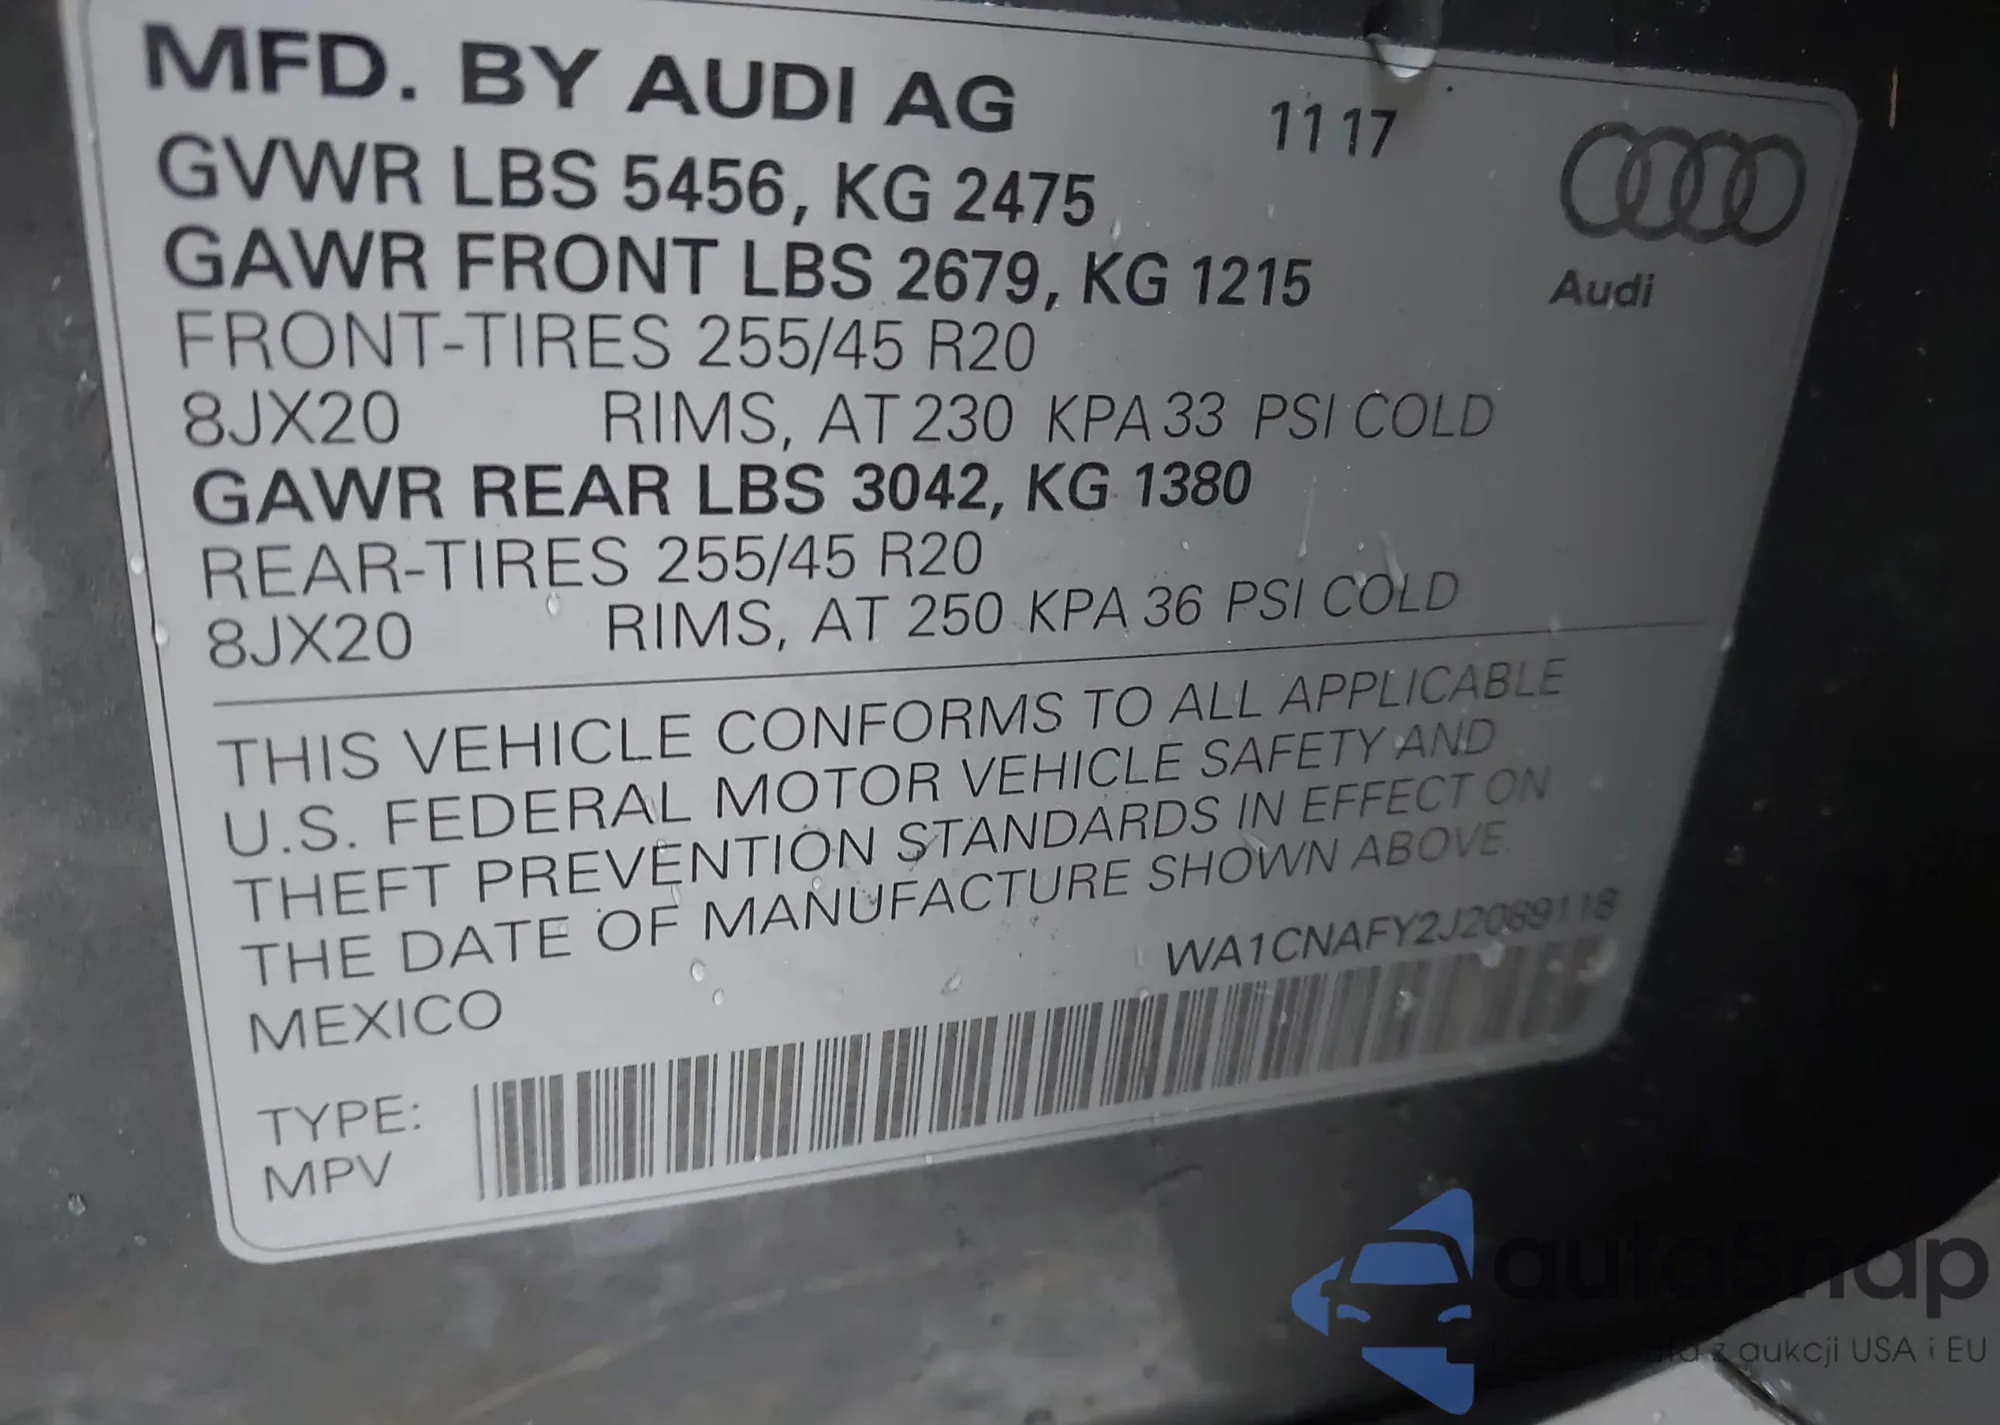 MFD. BY AUDI AG 11 17
GVWR LBS 5456, KG 2475
GAWR FRONT LBS 2679, KG 1215
Audi
FRONT-TIRES 255/45 R20
8JX20 RIMS, AT 230 KPA 33 PSI COLD
GAWR REAR LBS 3042, KG 1380
REAR-TIRES 255/45 R20
8JX20 RIMS, AT 250 KPA 36 PSI COLD
THIS VEHICLE CONFORMS TO ALL APPLICABLE
U.S. FEDERAL MOTOR VEHICLE SAFETY AND
THEFT PREVENTION STANDARDS IN EFFECT ON
THE DATE OF MANUFACTURE SHOWN ABOVE.
WA1CNAFY2J2089118
MEXICO
TYPE:
MPV
autoSnap
z aukcji USA i EU